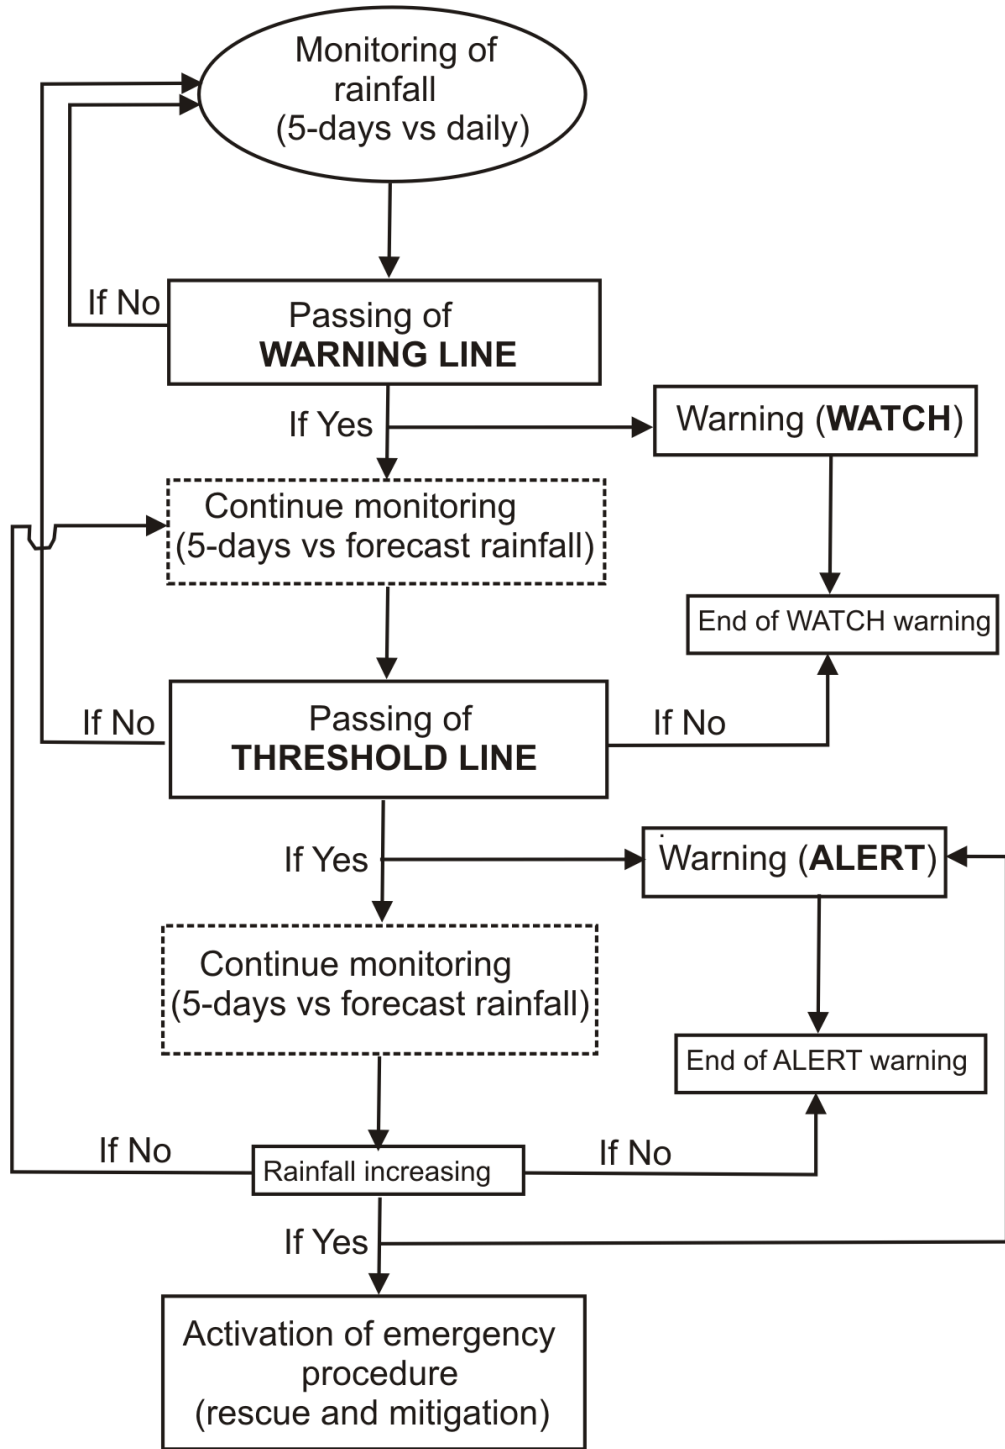 Monitoring of
rainfall
(5-days vs daily)
If No
Passing of
WARNING LINE
If Yes
Warning (WATCH)
Continue monitoring
(5-days vs forecast rainfall)
End of WATCH warning
If No
Passing of
THRESHOLD LINE
If No
If Yes
Warning (ALERT)
Continue monitoring
(5-days vs forecast rainfall)
End of ALERT warning
If No
Rainfall increasing
If No
If Yes
Activation of emergency
procedure
(rescue and mitigation)